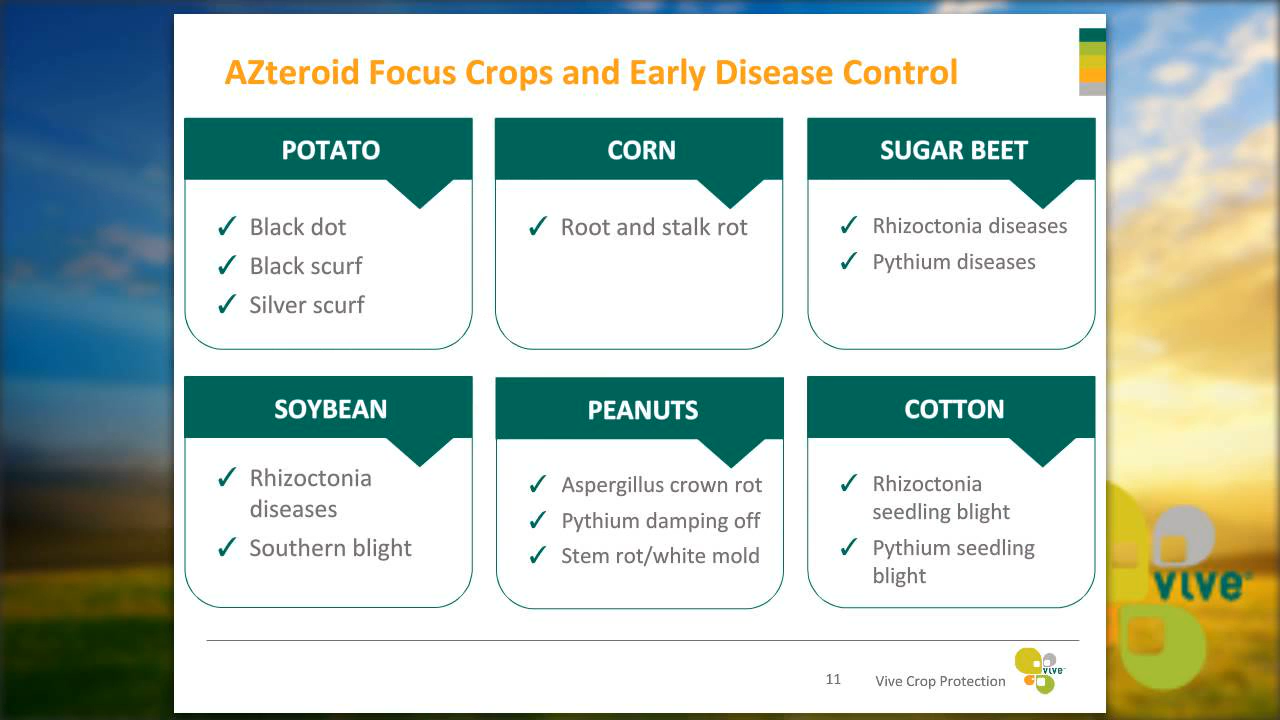 AZteroid Focus Crops and Early Disease Control
POTATO
✓ Black dot
✓ Black scurf
✓ Silver scurf
CORN
✓ Root and stalk rot
SUGAR BEET
✓ Rhizoctonia diseases
✓ Pythium diseases
SOYBEAN
✓ Rhizoctonia
diseases
✓ Southern blight
PEANUTS
✓ Aspergillus crown rot
✓ Pythium damping off
✓ Stem rot/white mold
COTTON
✓ Rhizoctonia
seedling blight
✓ Pythium seedling
blight
11
Vive Crop Protection
vive
vive